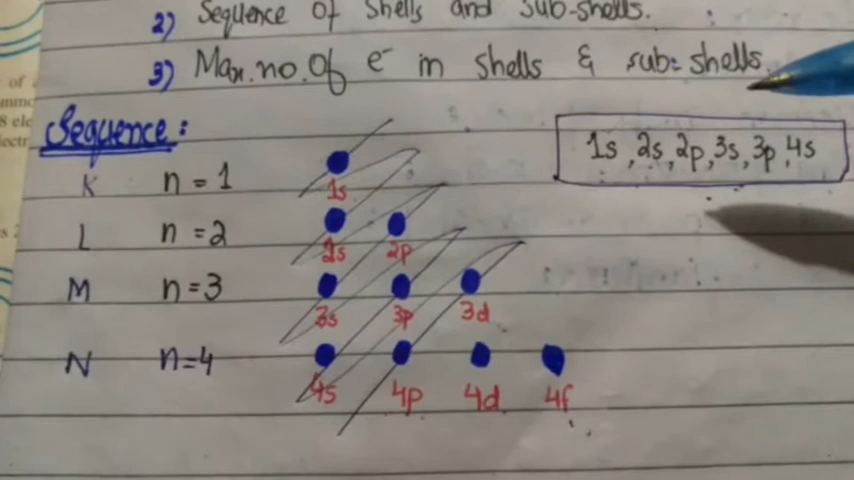 2) Sequence of shells and sub-shells.
3) Max.no.Of e⁻ in shells & sub=shells.
Sequence:
1s, 2s, 2p, 3s, 3p, 4s
K n = 1
1s
L n = 2
2s 2p
M n = 3
3s 3p 3d
N n=4
4s 4p 4d 4f